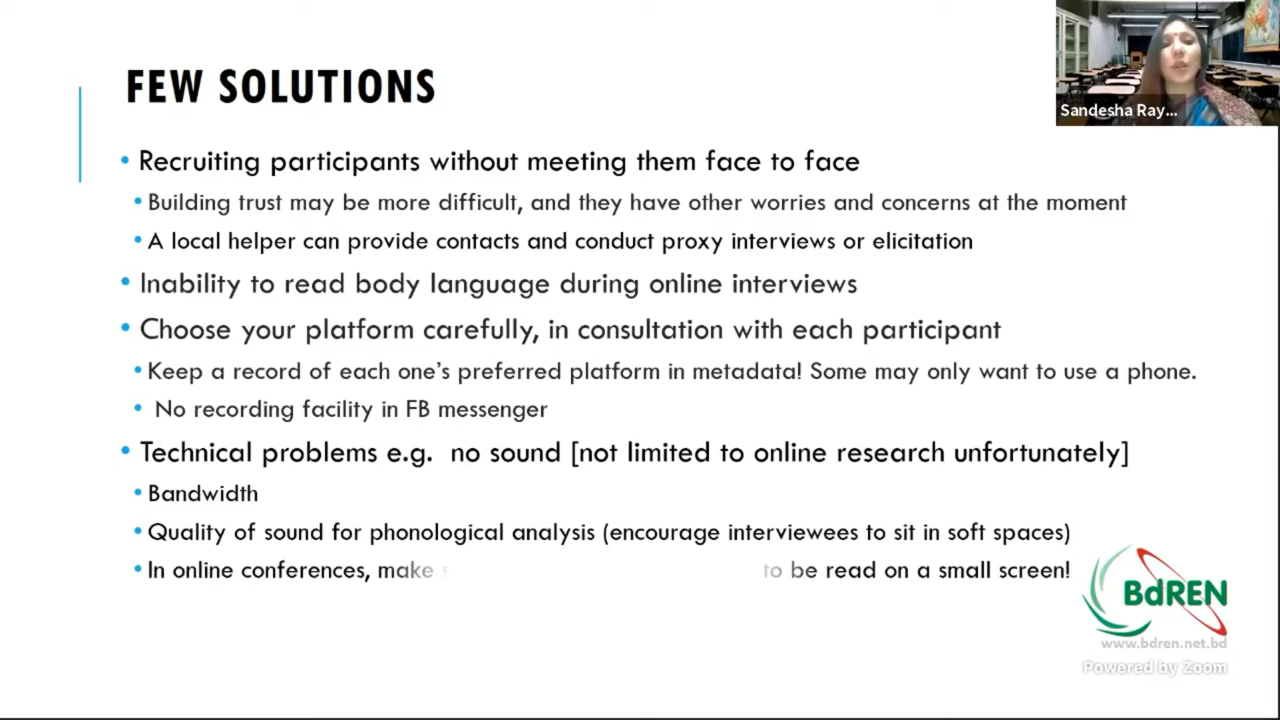 FEW SOLUTIONS
Sandesha Ray...
• Recruiting participants without meeting them face to face
• Building trust may be more difficult, and they have other worries and concerns at the moment
• A local helper can provide contacts and conduct proxy interviews or elicitation
• Inability to read body language during online interviews
• Choose your platform carefully, in consultation with each participant
• Keep a record of each one's preferred platform in metadata! Some may only want to use a phone.
• No recording facility in FB messenger
• Technical problems e.g. no sound [not limited to online research unfortunately]
• Bandwidth
• Quality of sound for phonological analysis (encourage interviewees to sit in soft spaces)
• In online conferences, make to be read on a small screen!
BdREN
www.bdren.net.bd
Powered by Zoom